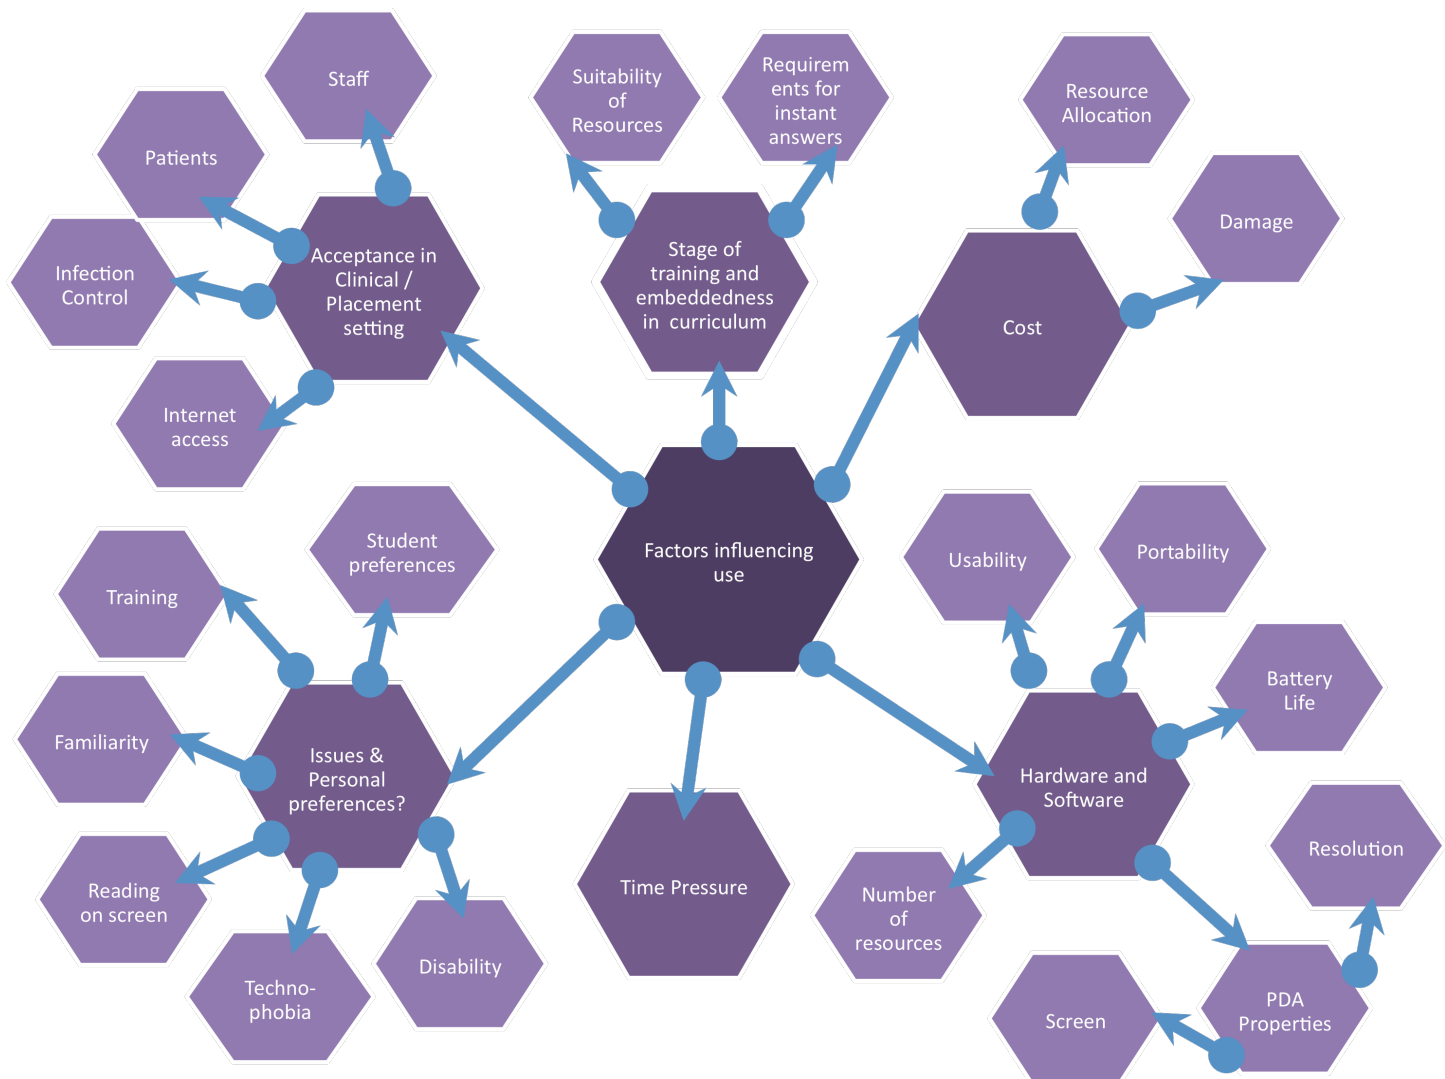 Staff
Patients
Infection
Control
Internet
access
Acceptance in
Clinical /
Placement
setting
Suitability
of
Resources
Requirem
ents for
instant
answers
Stage of
training and
embeddedness
in curriculum
Resource
Allocation
Damage
Cost
Factors influencing
use
Student
preferences
Training
Familiarity
Reading
on screen
Techno-
phobia
Disability
Issues &
Personal
preferences?
Time Pressure
Usability
Portability
Battery
Life
Hardware and
Software
Number
of
resources
Resolution
Screen
PDA
Properties